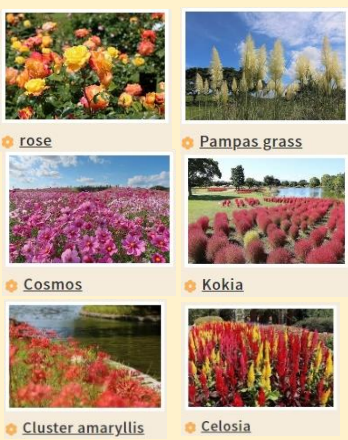 rose
Pampas grass
Cosmos
Kokia
Cluster amaryllis
Celosia